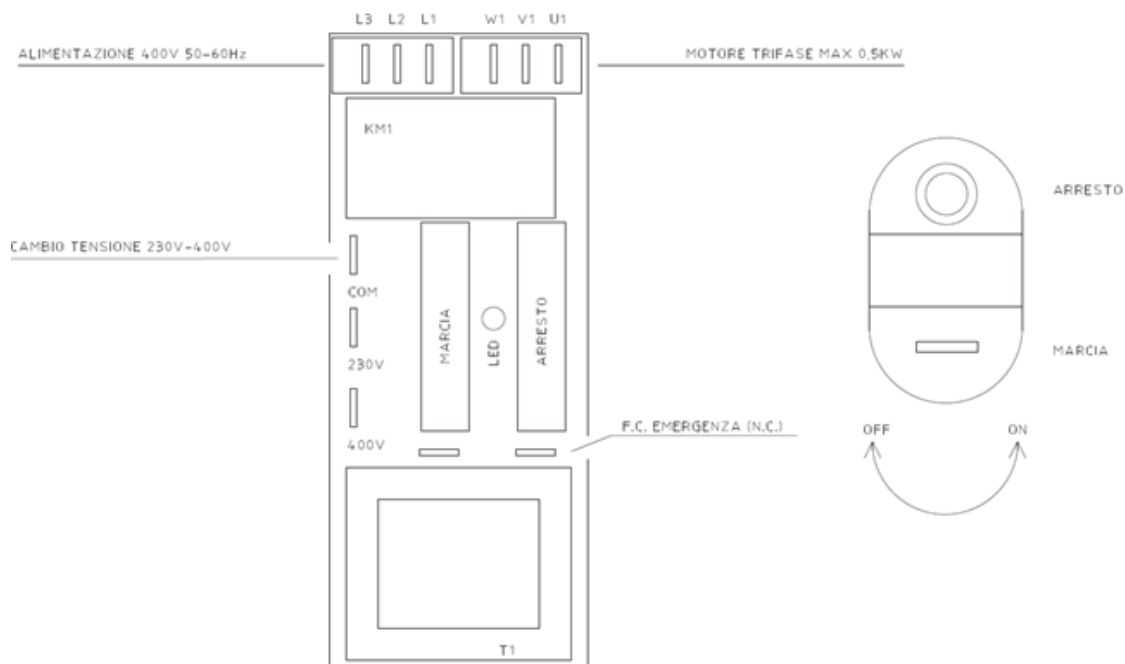 L3 L2 L1 W1 V1 U1
ALIMENTAZIONE 400V 50-60Hz
MOTORE TRIFASE MAX 0,5KW
KM1
ARRESTO
CAMBIO TENSIONE 230V-400V
COM
MARCIA
LED
ARRESTO
230V
MARCIA
400V
F.C. EMERGENZA (N.C.)
OFF ON
T1